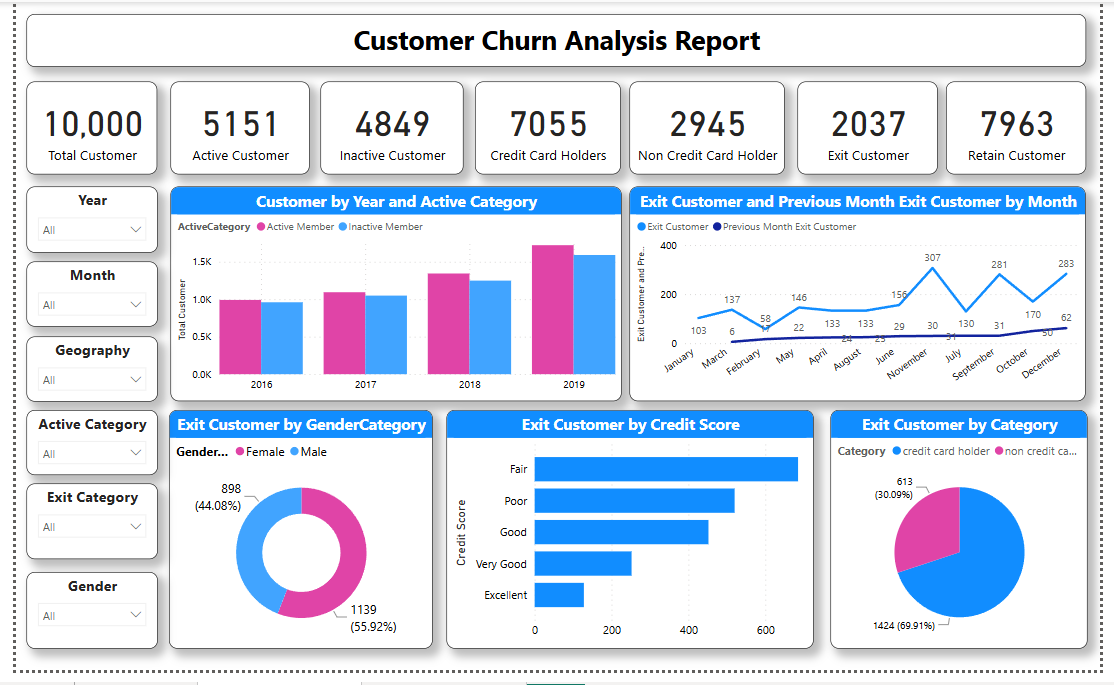 Customer Churn Analysis Report
10,000
Total Customer
5151
Active Customer
4849
Inactive Customer
7055
Credit Card Holders
2945
Non Credit Card Holder
2037
Exit Customer
7963
Retain Customer
Year
All
Month
All
Geography
All
Active Category
All
Exit Category
All
Gender
All
Customer by Year and Active Category
ActiveCategory Active Member Inactive Member
Total Customer
1.5K
1.0K
0.5K
0.0K
2016 2017 2018 2019
Exit Customer and Previous Month Exit Customer by Month
Exit Customer Previous Month Exit Customer
Exit Customer and Pre...
400
200
0
103 137 58 146 133 133 156 307 130 281 170 283
6 17 22 24 23 29 30 31 31 50 62
January March February May April August June November July September October December
Exit Customer by GenderCategory
Gender... Female Male
898
(44.08%)
1139
(55.92%)
Exit Customer by Credit Score
Credit Score
Fair
Poor
Good
Very Good
Excellent
0 200 400 600
Exit Customer by Category
Category credit card holder non credit ca...
613
(30.09%)
1424 (69.91%)